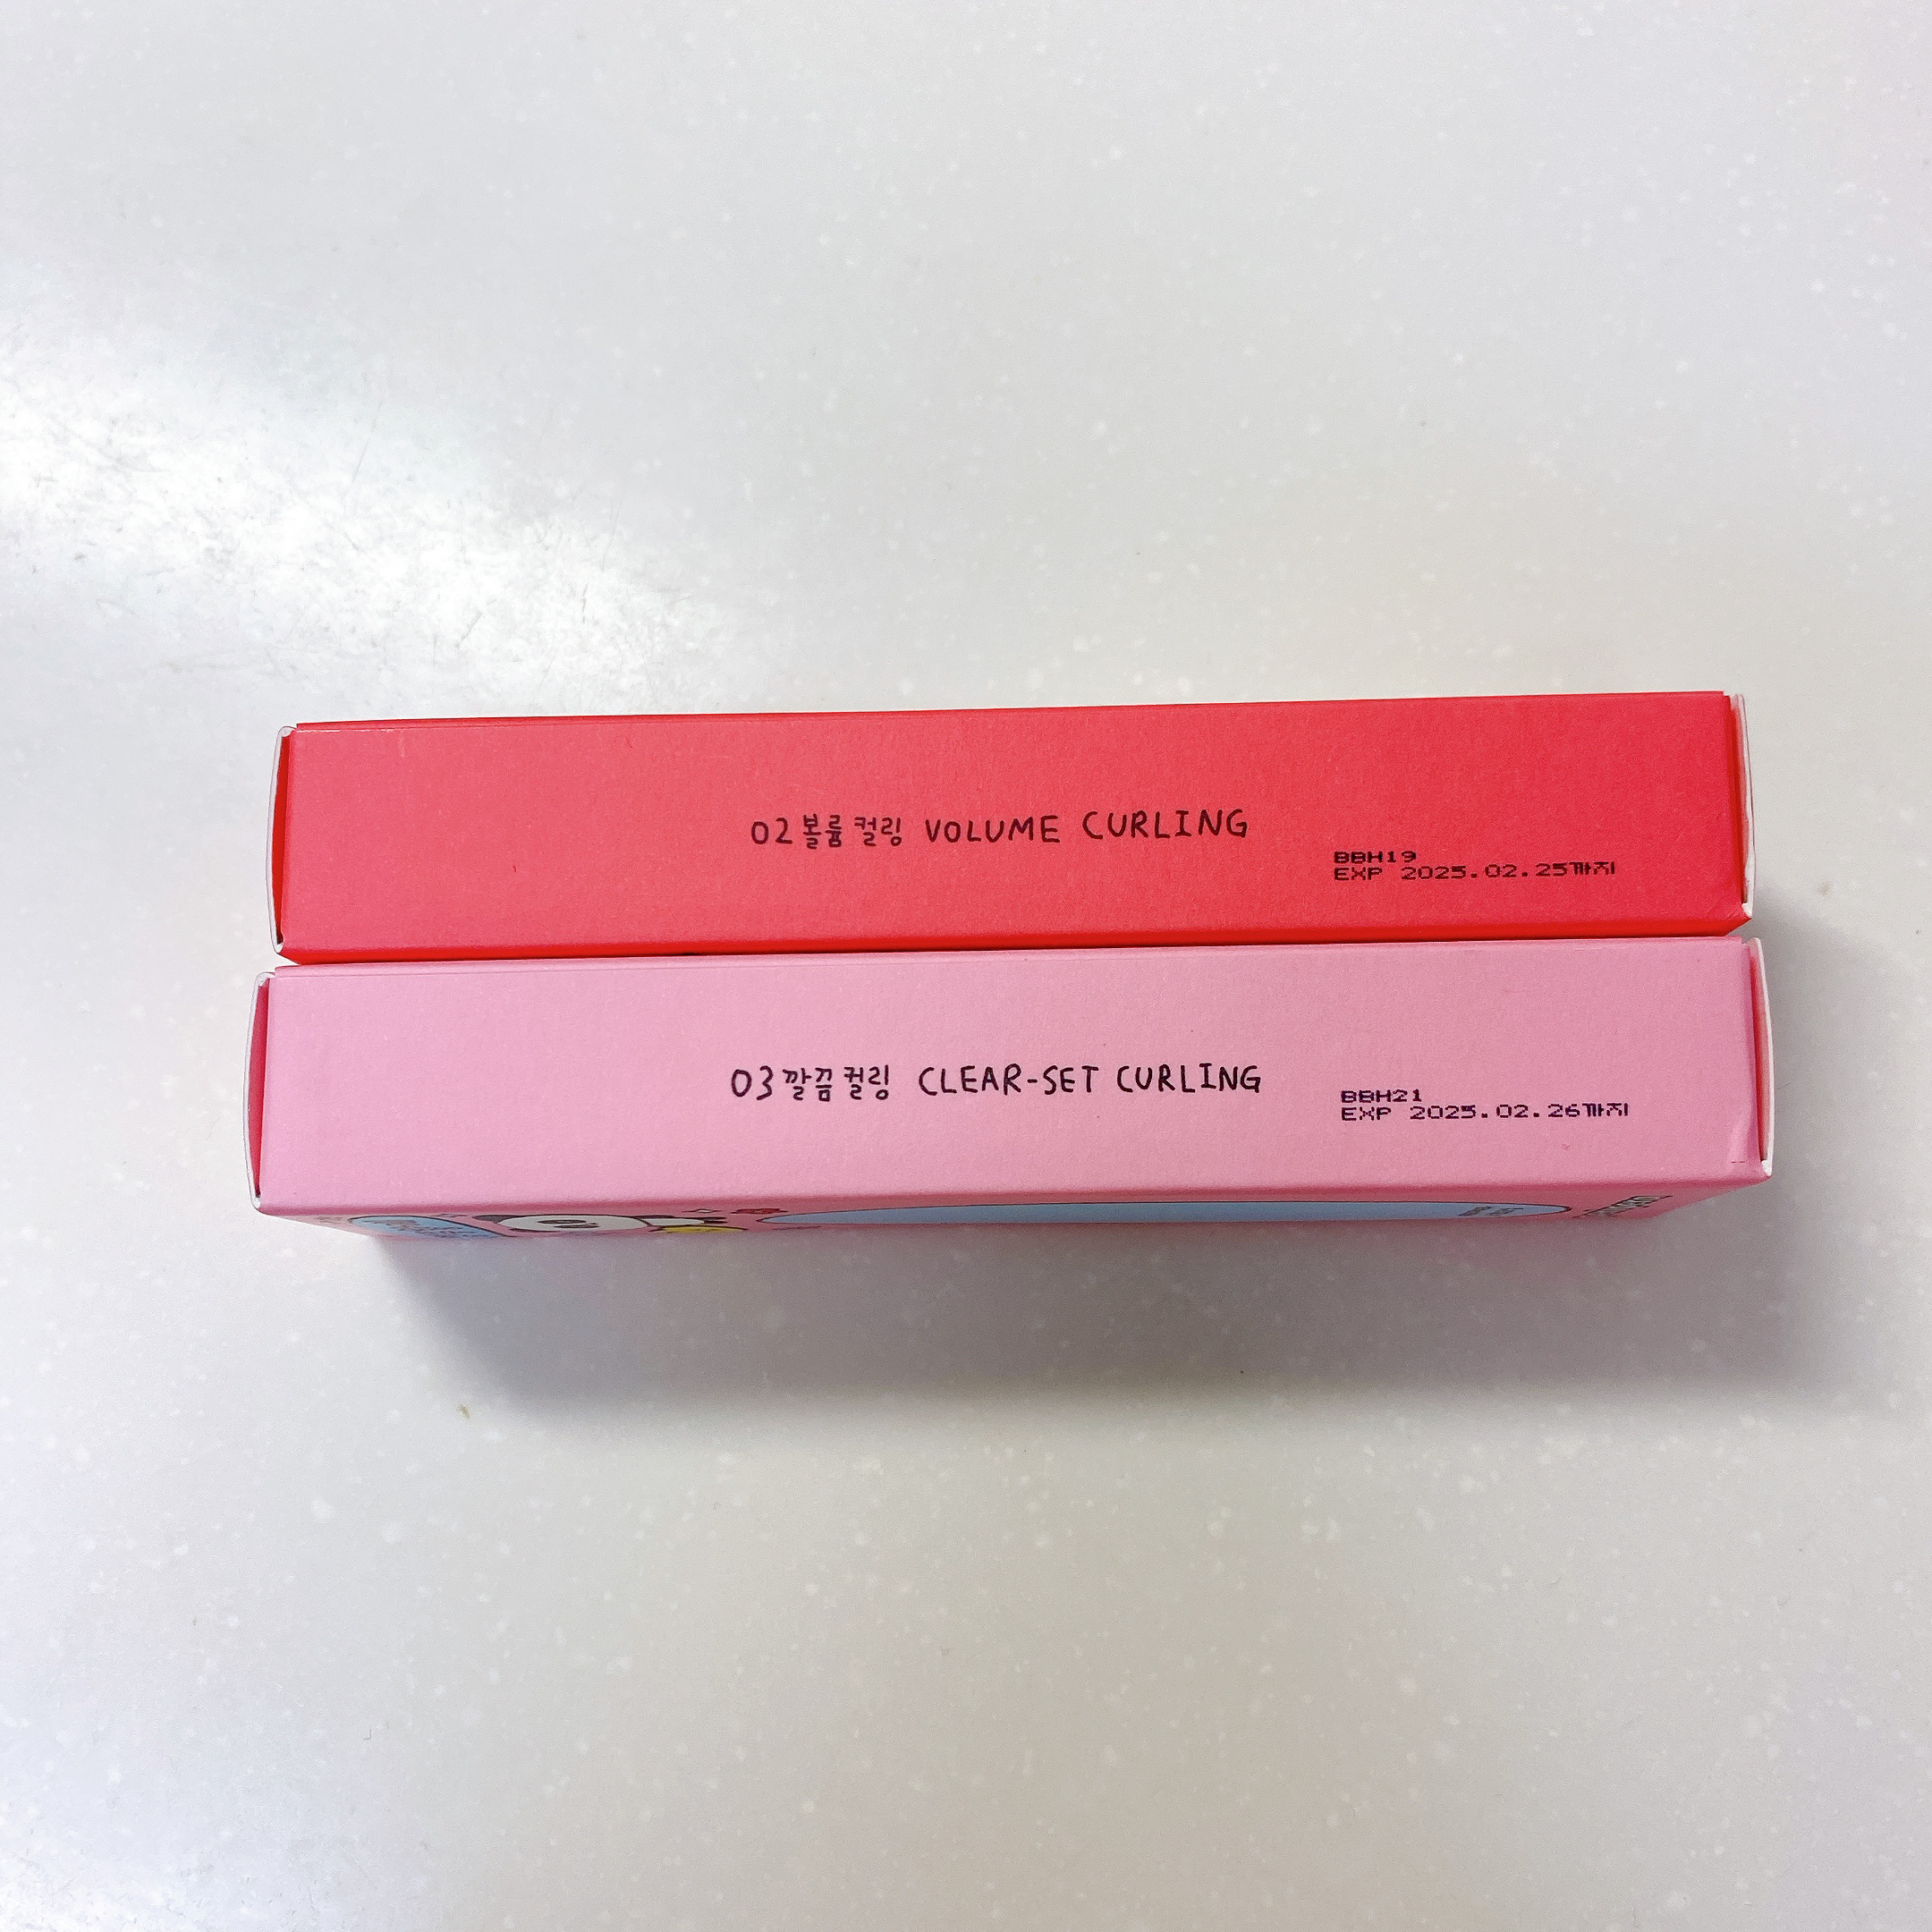 02 볼륨 컬링 VOLUME CURLING
BBH19
EXP 2025.02.25까지
03 깔끔 컬링 CLEAR-SET CURLING
BBH21
EXP 2025.02.26까지